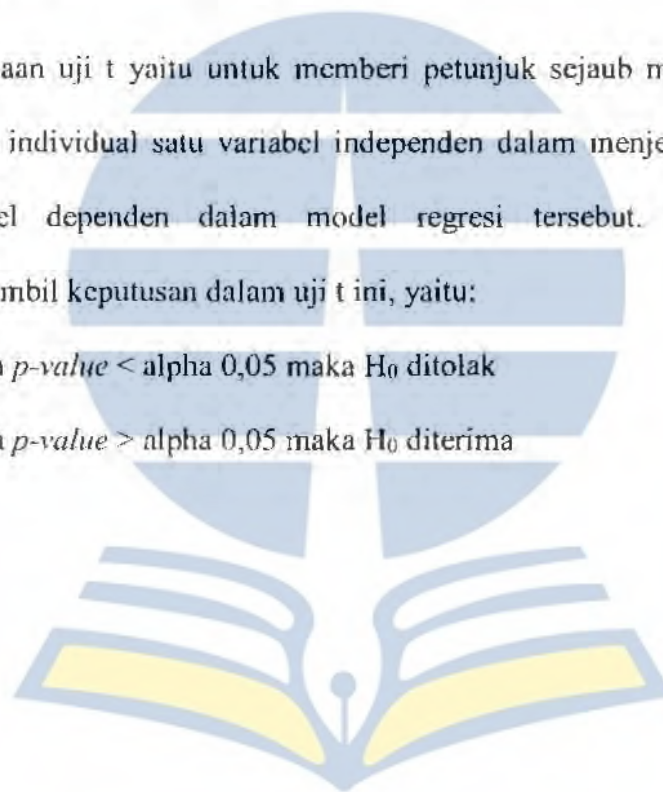 aan uji t yaitu untuk memberi petunjuk sejauh m
individual satu variabel independen dalam menje
el dependen dalam model regresi tersebut.
mbil keputusan dalam uji t ini, yaitu:
p-value < alpha 0,05 maka H₀ ditolak
p-value > alpha 0,05 maka H₀ diterima